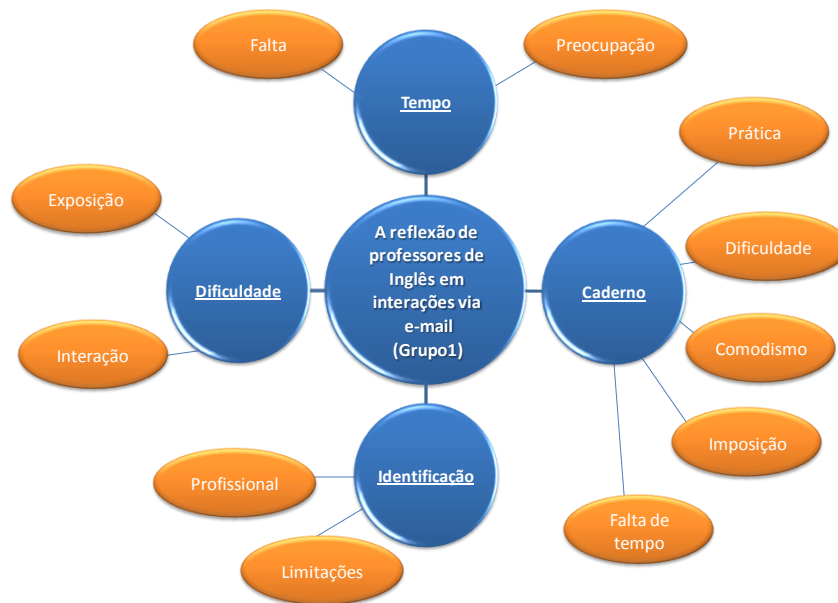 Falta
Preocupação
Tempo
Prática
Exposição
Dificuldade
A reflexão de
professores de
Inglês em
interações via
e-mail
(Grupo1)
Caderno
Dificuldade
Interação
Comodismo
Imposição
Identificação
Profissional
Limitações
Falta de
tempo